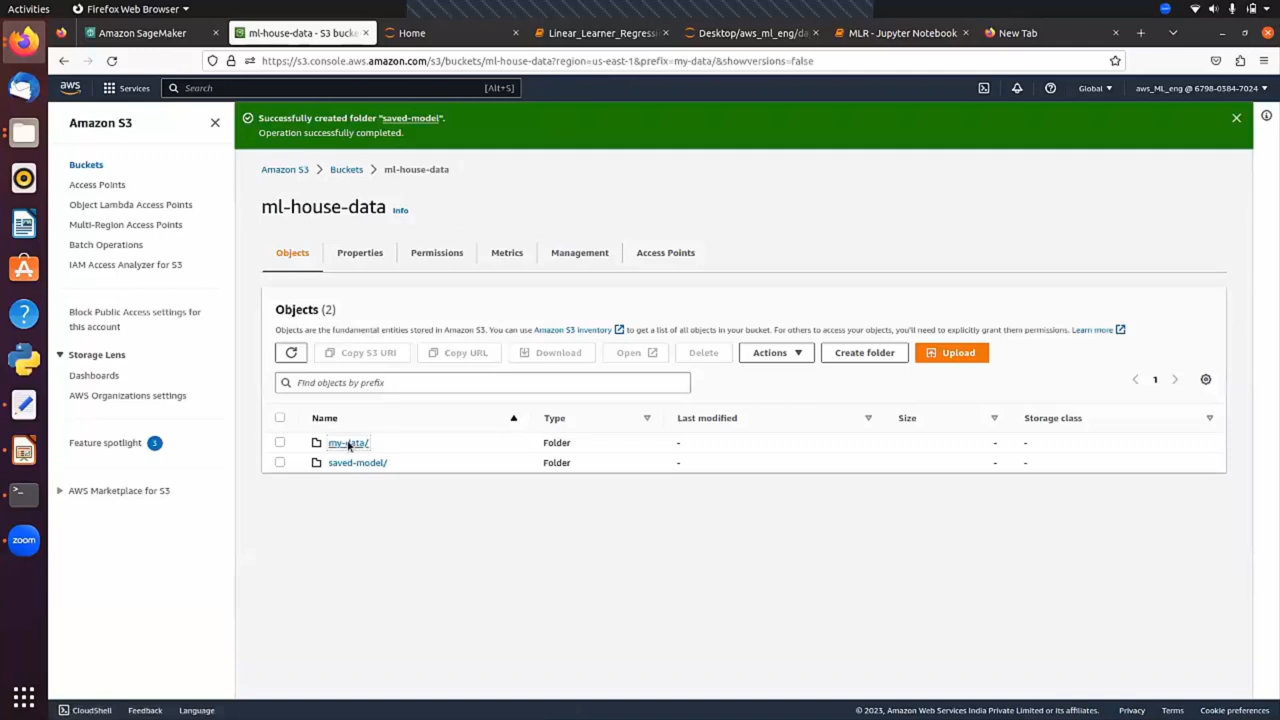 Activities
Firefox Web Browser
Amazon SageMaker
ml-house-data - S3 bucke
Home
Linear_Learner_Regressi
Desktop/aws_ml_eng/da
MLR - Jupyter Notebook
New Tab
https://s3.console.aws.amazon.com/s3/buckets/ml-house-data?region=us-east-1&prefix=my-data/&showversions=false
aws
Services
Search
[Alt+S]
Global
aws_ML_eng @ 6798-0384-7024
Amazon S3
Buckets
Access Points
Object Lambda Access Points
Multi-Region Access Points
Batch Operations
IAM Access Analyzer for S3
Block Public Access settings for
this account
Storage Lens
Dashboards
AWS Organizations settings
Feature spotlight 3
AWS Marketplace for S3
Successfully created folder "saved-model".
Operation successfully completed.
Amazon S3 > Buckets > ml-house-data
ml-house-data Info
Objects
Properties
Permissions
Metrics
Management
Access Points
Objects (2)
Objects are the fundamental entities stored in Amazon S3. You can use Amazon S3 inventory to get a list of all objects in your bucket. For others to access your objects, you'll need to explicitly grant them permissions. Learn more
Copy S3 URI
Copy URL
Download
Open
Delete
Actions
Create folder
Upload
Find objects by prefix
1
Name
Type
Last modified
Size
Storage class
my-data/ Folder - - -
saved-model/ Folder - - -
zoom
CloudShell
Feedback
Language
© 2023, Amazon Web Services India Private Limited or its affiliates.
Privacy
Terms
Cookie preferences